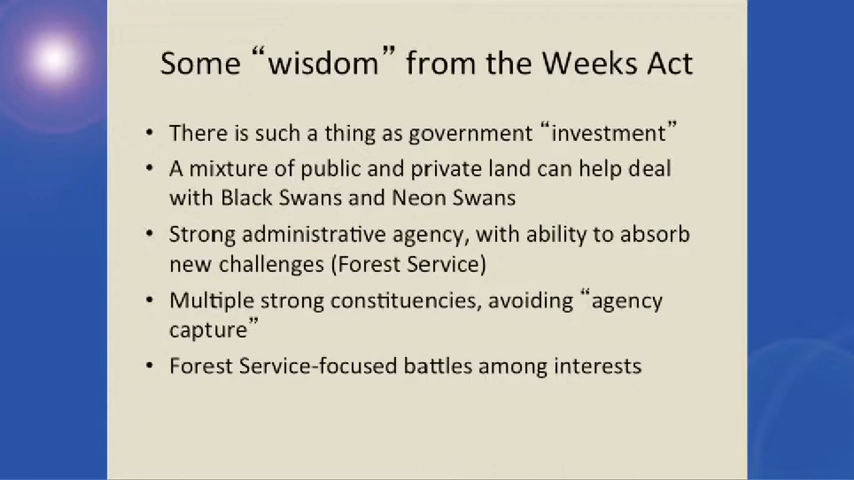 Some “wisdom” from the Weeks Act
• There is such a thing as government “investment”
• A mixture of public and private land can help deal
with Black Swans and Neon Swans
• Strong administrative agency, with ability to absorb
new challenges (Forest Service)
• Multiple strong constituencies, avoiding “agency
capture”
• Forest Service-focused battles among interests